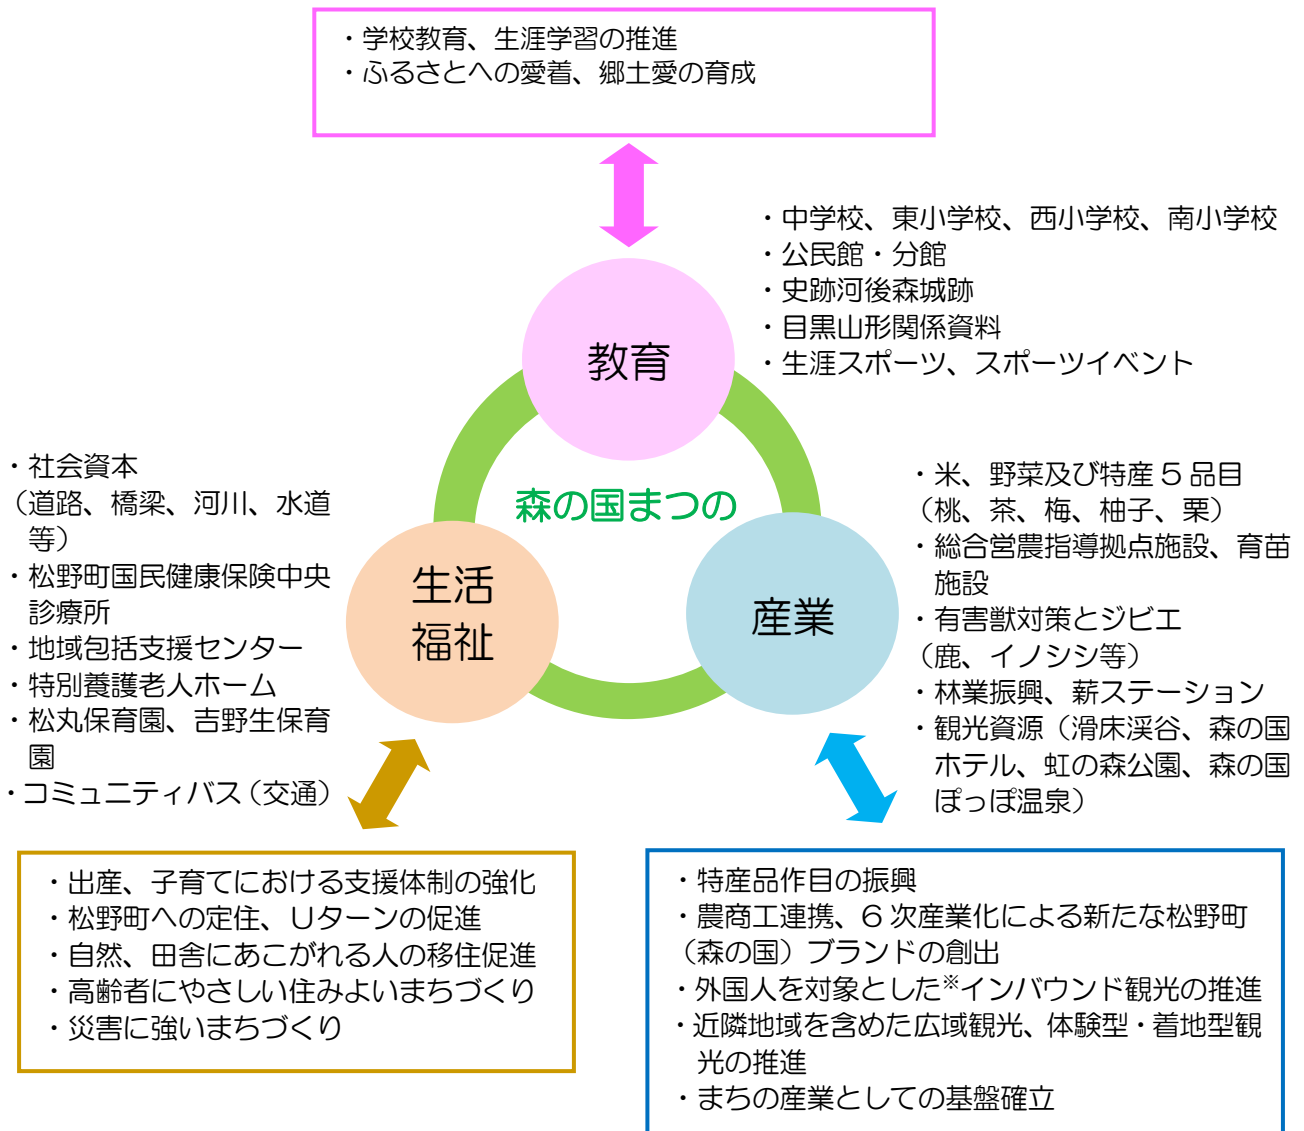 ・学校教育、生涯学習の推進
・ふるさとへの愛着、郷土愛の育成
・中学校、東小学校、西小学校、南小学校
・公民館・分館
・史跡河後森城跡
・目黒山形関係資料
・生涯スポーツ、スポーツイベント
教育
森の国まつの
・社会資本
（道路、橋梁、河川、水道
等）
・松野町国民健康保険中央
診療所
・地域包括支援センター
・特別養護老人ホーム
・松丸保育園、吉野生保育
園
・コミュニティバス（交通）
生活
福祉
産業
・米、野菜及び特産５品目
（桃、茶、梅、柚子、栗）
・総合営農指導拠点施設、育苗
施設
・有害獣対策とジビエ
（鹿、イノシシ等）
・林業振興、薪ステーション
・観光資源（滑床渓谷、森の国
ホテル、虹の森公園、森の国
ぽっぽ温泉）
・出産、子育てにおける支援体制の強化
・松野町への定住、Ｕターンの促進
・自然、田舎にあこがれる人の移住促進
・高齢者にやさしい住みよいまちづくり
・災害に強いまちづくり
・特産品作目の振興
・農商工連携、６次産業化による新たな松野町
（森の国）ブランドの創出
・外国人を対象とした※インバウンド観光の推進
・近隣地域を含めた広域観光、体験型・着地型観
光の推進
・まちの産業としての基盤確立